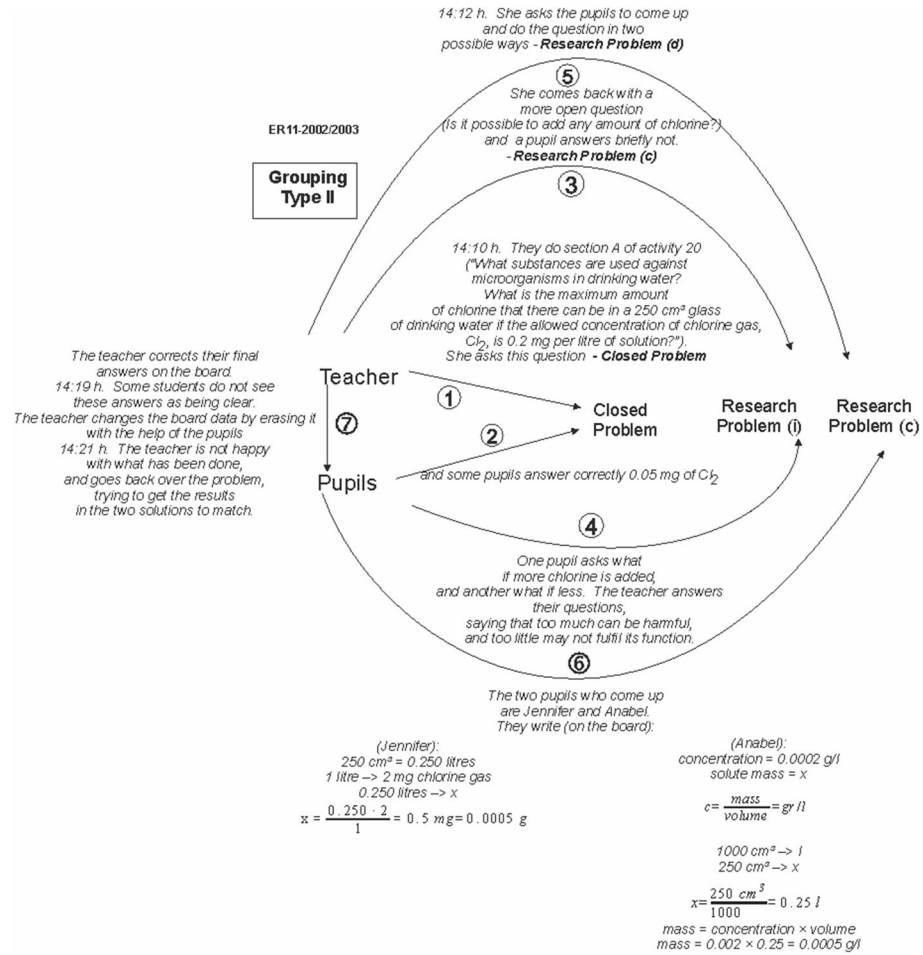 14:12 h. She asks the pupils to come up
and do the question in two
possible ways - Research Problem (d)
5
She comes back with a
more open question
(Is it possible to add any amount of chlorine?)
and a pupil answers briefly not.
- Research Problem (c)
3
ER11-2002/2003
Grouping
Type II
14:10 h. They do section A of activity 20
("What substances are used against
microorganisms in drinking water?
What is the maximum amount
of chlorine that there can be in a 250 cm³ glass
of drinking water if the allowed concentration of chlorine gas,
Cl2, is 0.2 mg per litre of solution?").
She asks this question - Closed Problem
The teacher corrects their final
answers on the board.
14:19 h. Some students do not see
these answers as being clear.
The teacher changes the board data by erasing it
with the help of the pupils
14:21 h. The teacher is not happy
with what has been done,
and goes back over the problem,
trying to get the results
in the two solutions to match.
Teacher
7
Pupils
1
2
Closed
Problem
Research
Problem (i)
Research
Problem (c)
and some pupils answer correctly 0.05 mg of Cl2
4
One pupil asks what
if more chlorine is added,
and another what if less. The teacher answers
their questions,
saying that too much can be harmful,
and too little may not fulfil its function.
6
The two pupils who come up
are Jennifer and Anabel.
They write (on the board):
(Jennifer):
250 cm³ = 0.250 litres
1 litre –> 2 mg chlorine gas
0.250 litres –> x
x = 0.250 · 2 / 1 = 0.5 mg= 0.0005 g
(Anabel):
concentration = 0.0002 g/l
solute mass = x
c= mass / volume = gr/l
1000 cm³ –> l
250 cm³ –> x
x= 250 cm³ / 1000 = 0.25 l
mass = concentration × volume
mass = 0.002 × 0.25 = 0.0005 g/l